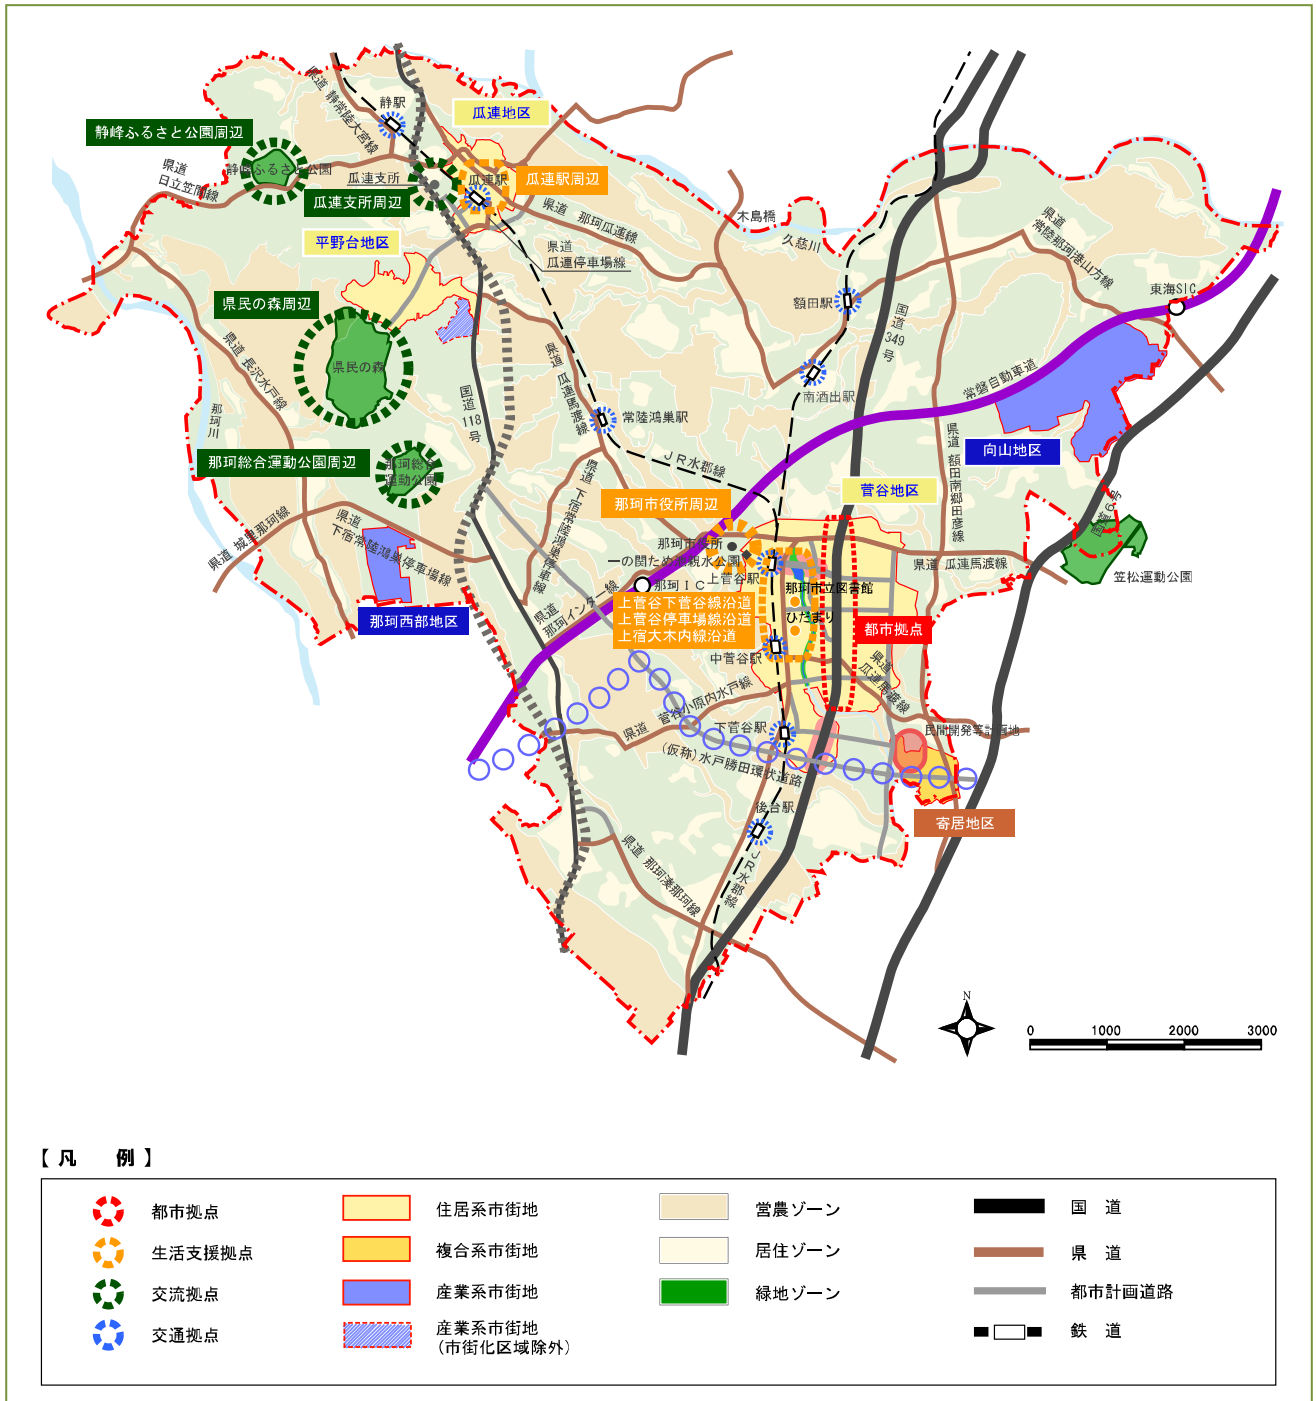 静峰ふるさと公園周辺
県道
日立笠間線
静峰ふるさと公園
県道 静常陸大宮線
静駅
瓜連地区
瓜連支所
瓜連駅
瓜連駅周辺
瓜連支所周辺
平野台地区
県道 那珂瓜連線
県道
瓜連停車場線
木島橋
久慈川
県道
常陸那珂港山方線
東海SIC
県民の森周辺
県民の森
県道 長沢水戸線
那珂川
国道118号
県道 瓜連馬渡線
額田駅
国道349号
南酒出駅
常磐自動車道
常陸鴻巣駅
JR水郡線
県道 額田南郷田彦線
向山地区
那珂総合運動公園周辺
那珂総合
運動公園
菅谷地区
那珂市役所周辺
国道6号
県道 城里那珂線
県道
下宿常陸鴻巣停車場線
県道 下宿常陸鴻巣停車場線
那珂市役所
一の関ため池親水公園
上菅谷駅
那珂IC
県道 瓜連馬渡線
笠松運動公園
那珂市立図書館
ひだまり
県道
那珂インター線
上菅谷下菅谷線沿道
上菅谷停車場線沿道
上宿大木内線沿道
那珂西部地区
都市拠点
中菅谷駅
県道
瓜連馬渡線
県道 菅谷小原内水戸線
下菅谷駅
民間開発等計画地
(仮称)水戸勝田環状道路
後台駅
寄居地区
県道 那珂湊那珂線
JR水郡線
N
0 1000 2000 3000
【凡 例】
都市拠点
住居系市街地
営農ゾーン
国 道
生活支援拠点
複合系市街地
居住ゾーン
県 道
交流拠点
産業系市街地
緑地ゾーン
都市計画道路
交通拠点
産業系市街地
(市街化区域除外)
鉄 道